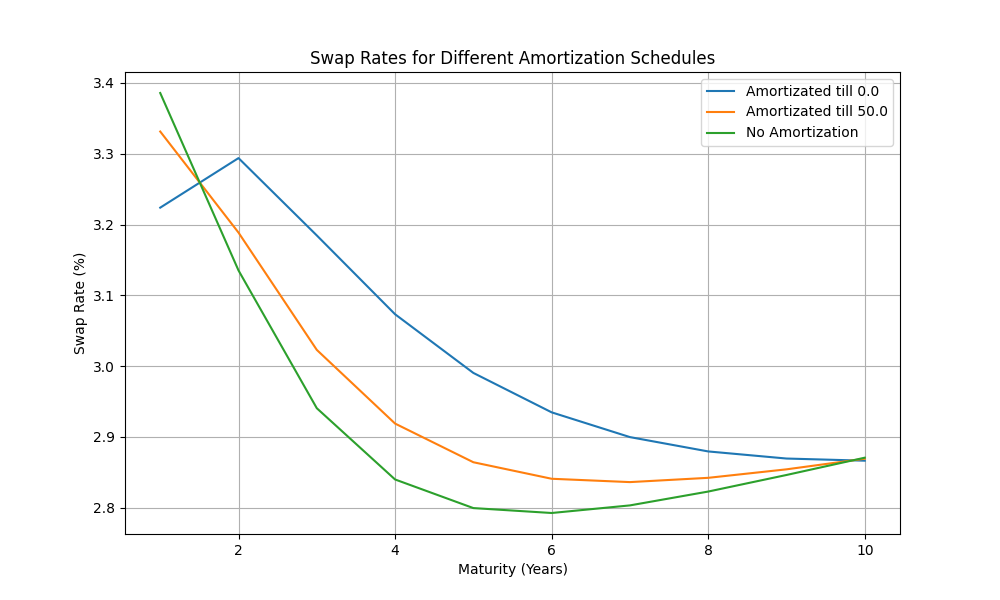 Swap Rates for Different Amortization Schedules
Amortizated till 0.0
Amortizated till 50.0
No Amortization
Swap Rate (%)
3.4
3.3
3.2
3.1
3.0
2.9
2.8
2
4
6
8
10
Maturity (Years)